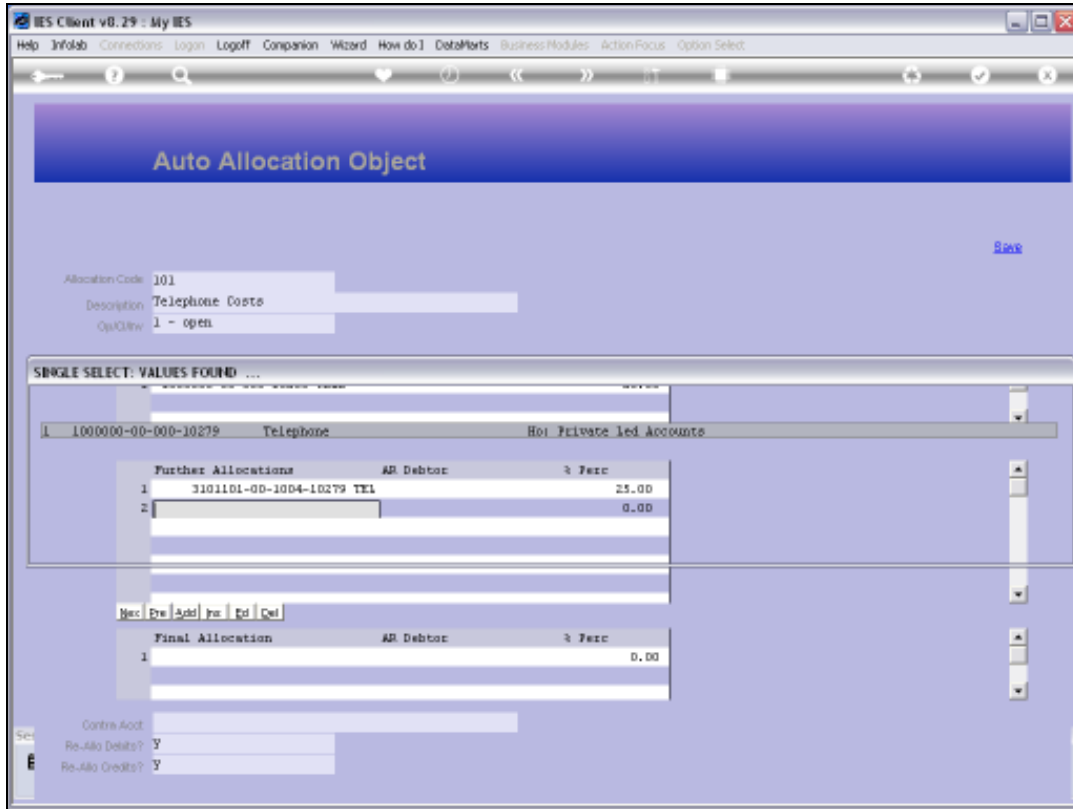 IES Client v8.29 : My IES
Help Infolab Connections Logon Logoff Companion Wizard How do I DataMarts Business Modules Action Focus Option Select
Auto Allocation Object
Save
Allocation Code 101
Description Telephone Costs
Op/Cl/Inv 1 - open
SINGLE SELECT: VALUES FOUND ...
1 1000000-00-000-10279 Telephone Ho: Private Led Accounts
Further Allocations AR Debtor % Perc
1 3101101-00-1004-10279 TEL 25.00
2 0.00
Nex Pre Add Ins Ed Del
Final Allocation AR Debtor % Perc
1 0.00
Contra Acct
Re-Allo Debits? Y
Re-Allo Credits? Y